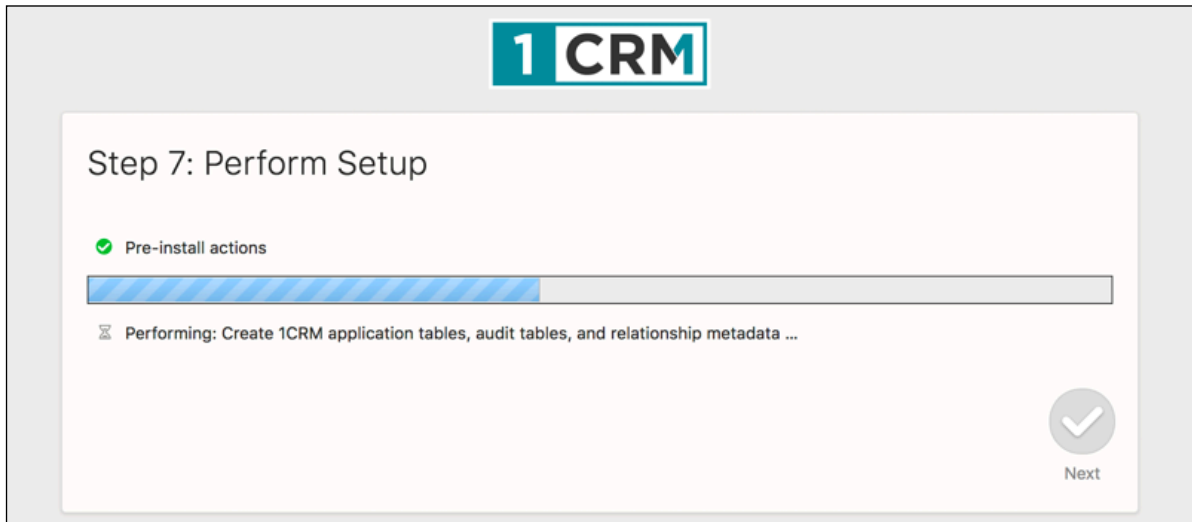 1 CRM
Step 7: Perform Setup
Pre-install actions
Performing: Create 1CRM application tables, audit tables, and relationship metadata ...
Next